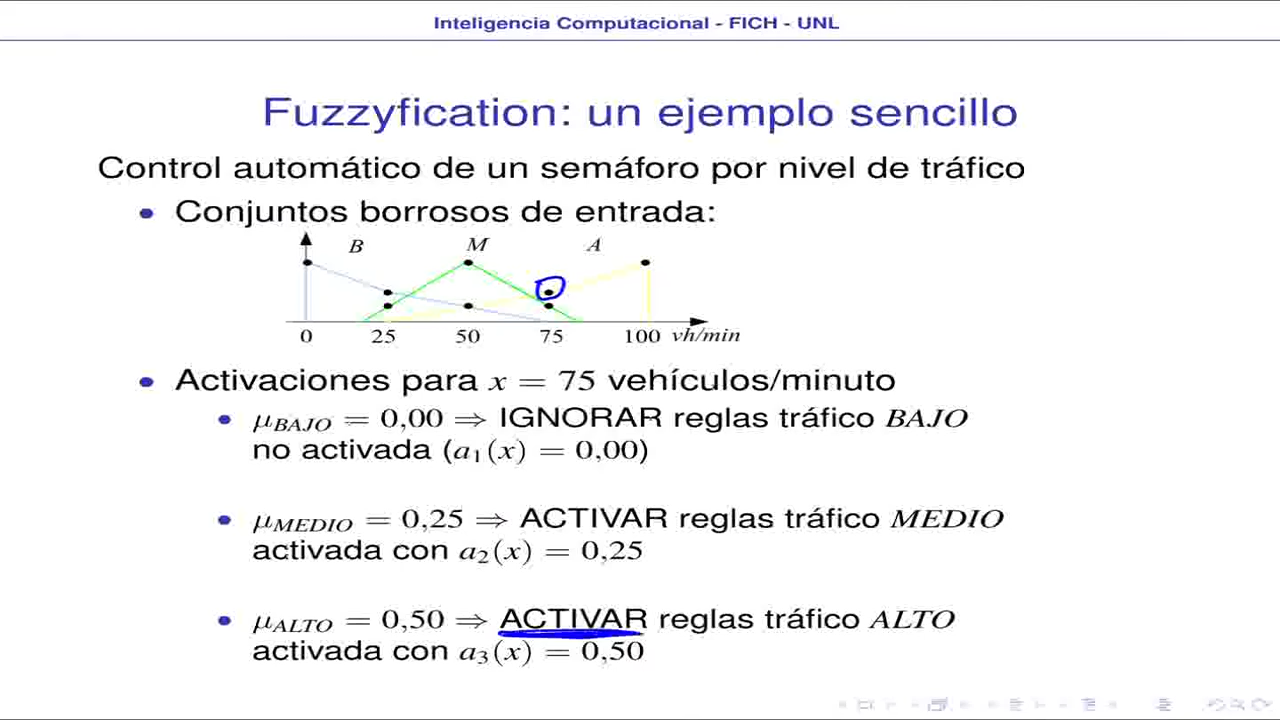 Inteligencia Computacional - FICH - UNL
Fuzzyfication: un ejemplo sencillo
Control automático de un semáforo por nivel de tráfico
• Conjuntos borrosos de entrada:
B M A
0 25 50 75 100 vh/min
• Activaciones para x = 75 vehículos/minuto
• μBAJO = 0,00 ⇒ IGNORAR reglas tráfico BAJO
no activada (a₁(x) = 0,00)
• μMEDIO = 0,25 ⇒ ACTIVAR reglas tráfico MEDIO
activada con a₂(x) = 0,25
• μALTO = 0,50 ⇒ ACTIVAR reglas tráfico ALTO
activada con a₃(x) = 0,50